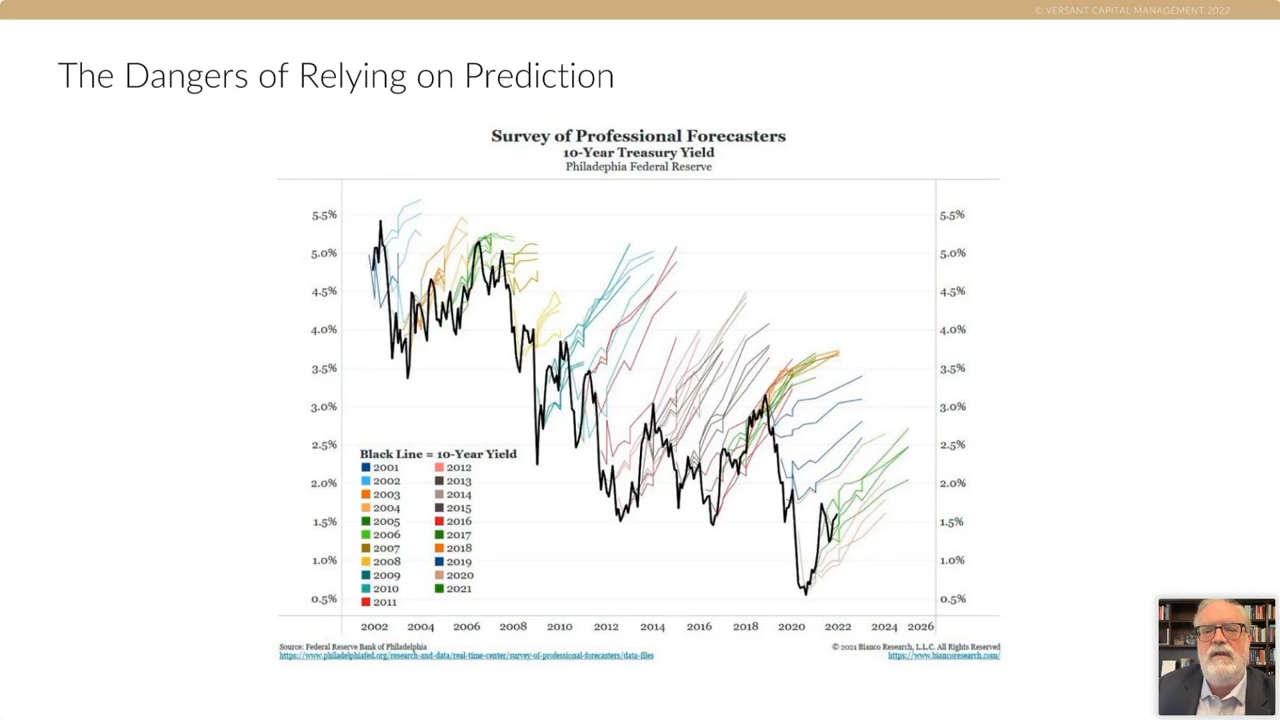 © VERSANT CAPITAL MANAGEMENT 2022
The Dangers of Relying on Prediction
Survey of Professional Forecasters
10-Year Treasury Yield
Philadephia Federal Reserve
5.5% 5.5%
5.0% 5.0%
4.5% 4.5%
4.0% 4.0%
3.5% 3.5%
3.0% 3.0%
2.5% 2.5%
2.0% 2.0%
1.5% 1.5%
1.0% 1.0%
0.5% 0.5%
Black Line = 10-Year Yield
2001 2012
2002 2013
2003 2014
2004 2015
2005 2016
2006 2017
2007 2018
2008 2019
2009 2020
2010 2021
2011
2002 2004 2006 2008 2010 2012 2014 2016 2018 2020 2022 2024 2026
Source: Federal Reserve Bank of Philadelphia © 2021 Bianco Research, L.L.C. All Rights Reserved
https://www.philadelphiafed.org/research-and-data/real-time-center/survey-of-professional-forecasters/data-files https://www.biancoresearch.com/